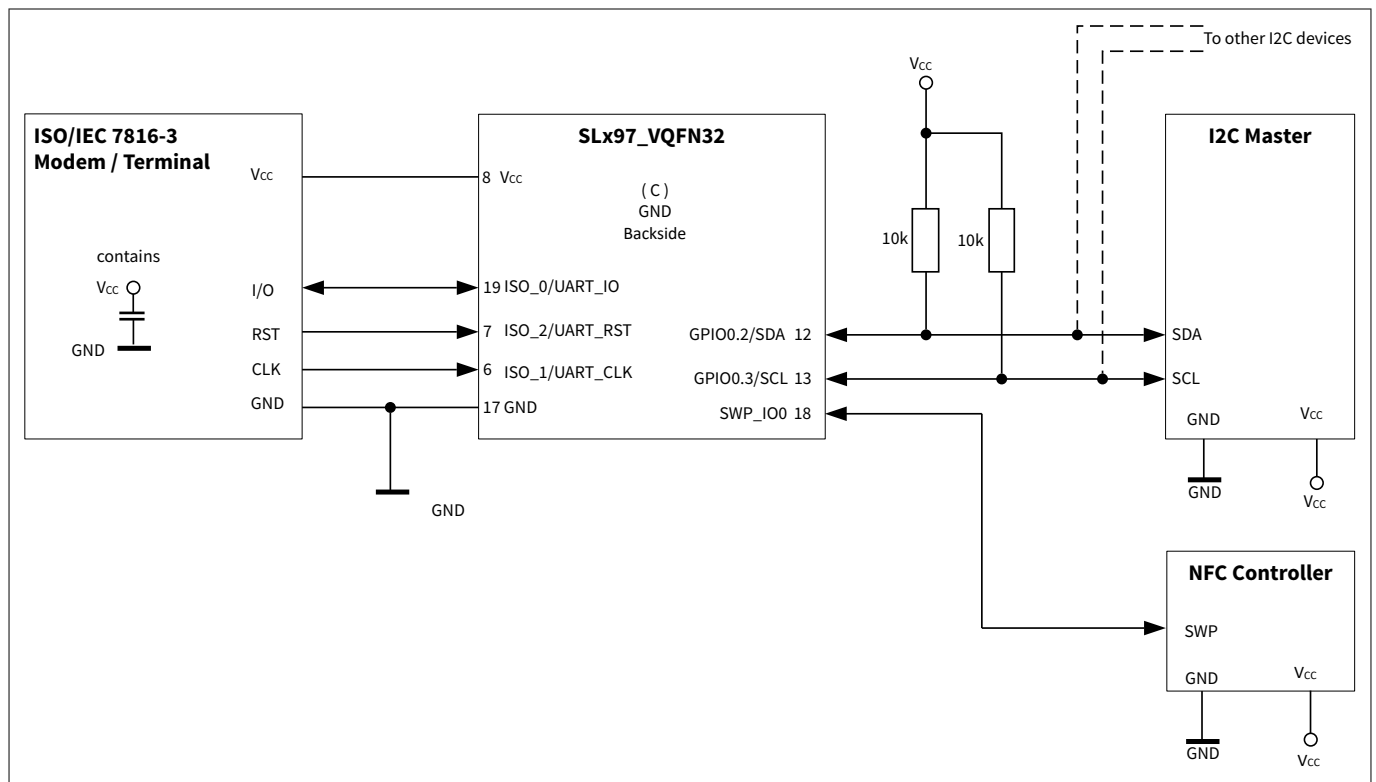 To other I2C devices
Vcc
ISO/IEC 7816-3
Modem / Terminal
Vcc
contains
Vcc
GND
I/O
RST
CLK
GND
GND
SLx97_VQFN32
8 Vcc
( C )
GND
Backside
19 ISO_0/UART_IO
7 ISO_2/UART_RST
6 ISO_1/UART_CLK
17 GND
GPIO0.2/SDA 12
GPIO0.3/SCL 13
SWP_IO0 18
10k
10k
I2C Master
SDA
SCL
GND
Vcc
GND
Vcc
NFC Controller
SWP
GND
Vcc
GND
Vcc